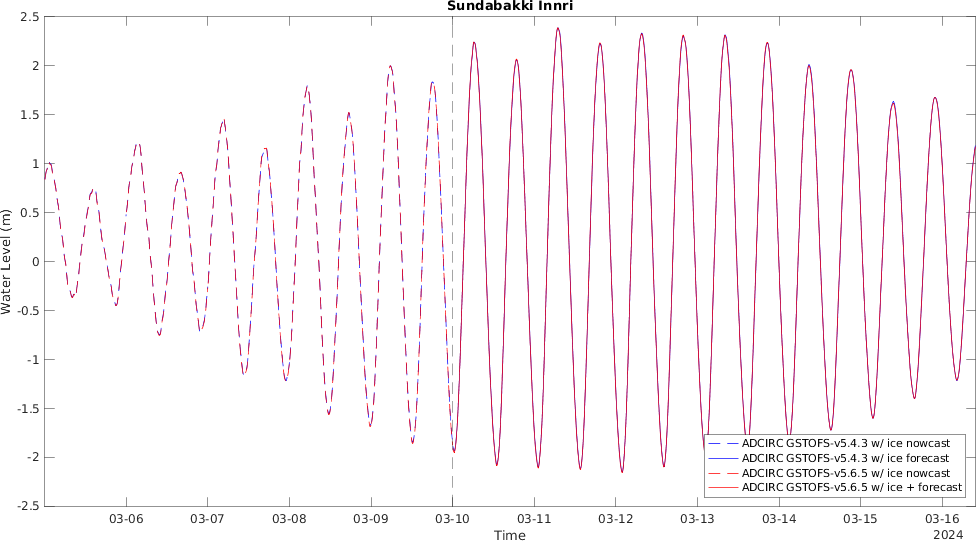 Sundabakki Innri
2.5
2
1.5
1
0.5
0
-0.5
-1
-1.5
-2
-2.5
Water Level (m)
ADCIRC GSTOFS-v5.4.3 w/ ice nowcast
ADCIRC GSTOFS-v5.4.3 w/ ice forecast
ADCIRC GSTOFS-v5.6.5 w/ ice nowcast
ADCIRC GSTOFS-v5.6.5 w/ ice + forecast
03-06 03-07 03-08 03-09 03-10 03-11 03-12 03-13 03-14 03-15 03-16
Time
2024